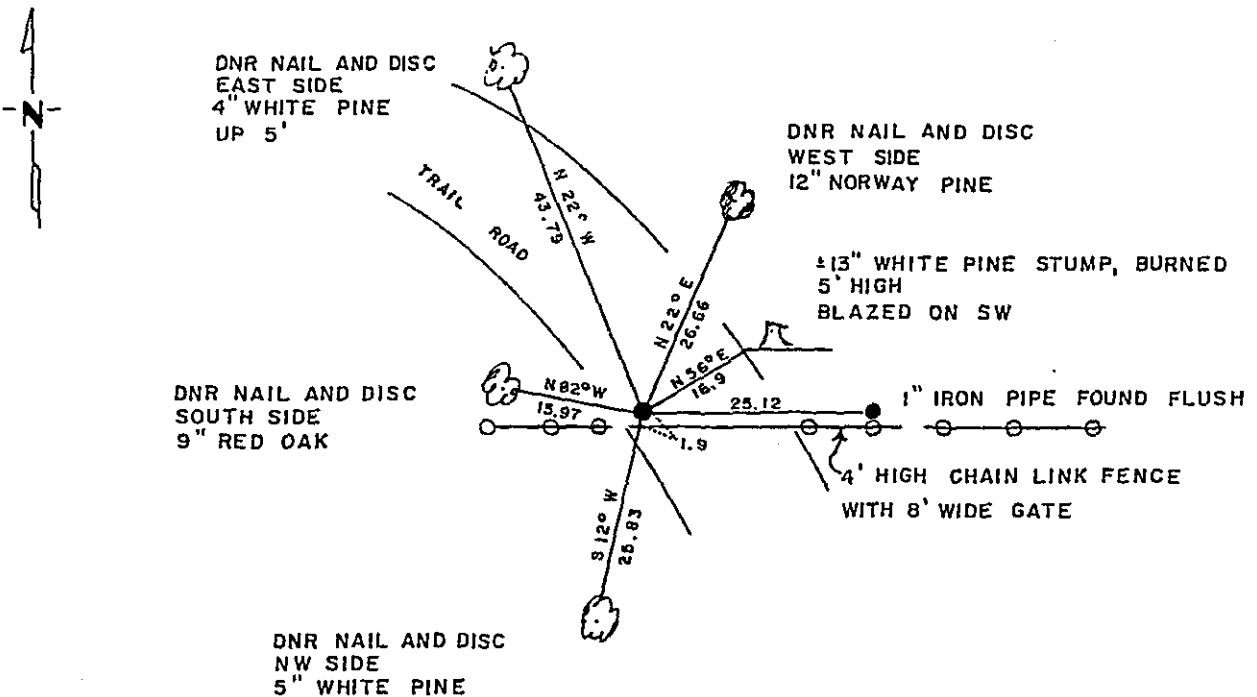 -N-
DNR NAIL AND DISC
EAST SIDE
4" WHITE PINE
UP 5'
DNR NAIL AND DISC
WEST SIDE
12" NORWAY PINE
TRAIL
ROAD
N 22° W
43.79
N 22° E
26.66
±13" WHITE PINE STUMP, BURNED
5' HIGH
BLAZED ON SW
N 56° E
16.9
DNR NAIL AND DISC
SOUTH SIDE
9" RED OAK
N 82° W
15.97
25.12
1" IRON PIPE FOUND FLUSH
1.9
4' HIGH CHAIN LINK FENCE
WITH 8' WIDE GATE
S 12° W
25.83
DNR NAIL AND DISC
NW SIDE
5" WHITE PINE